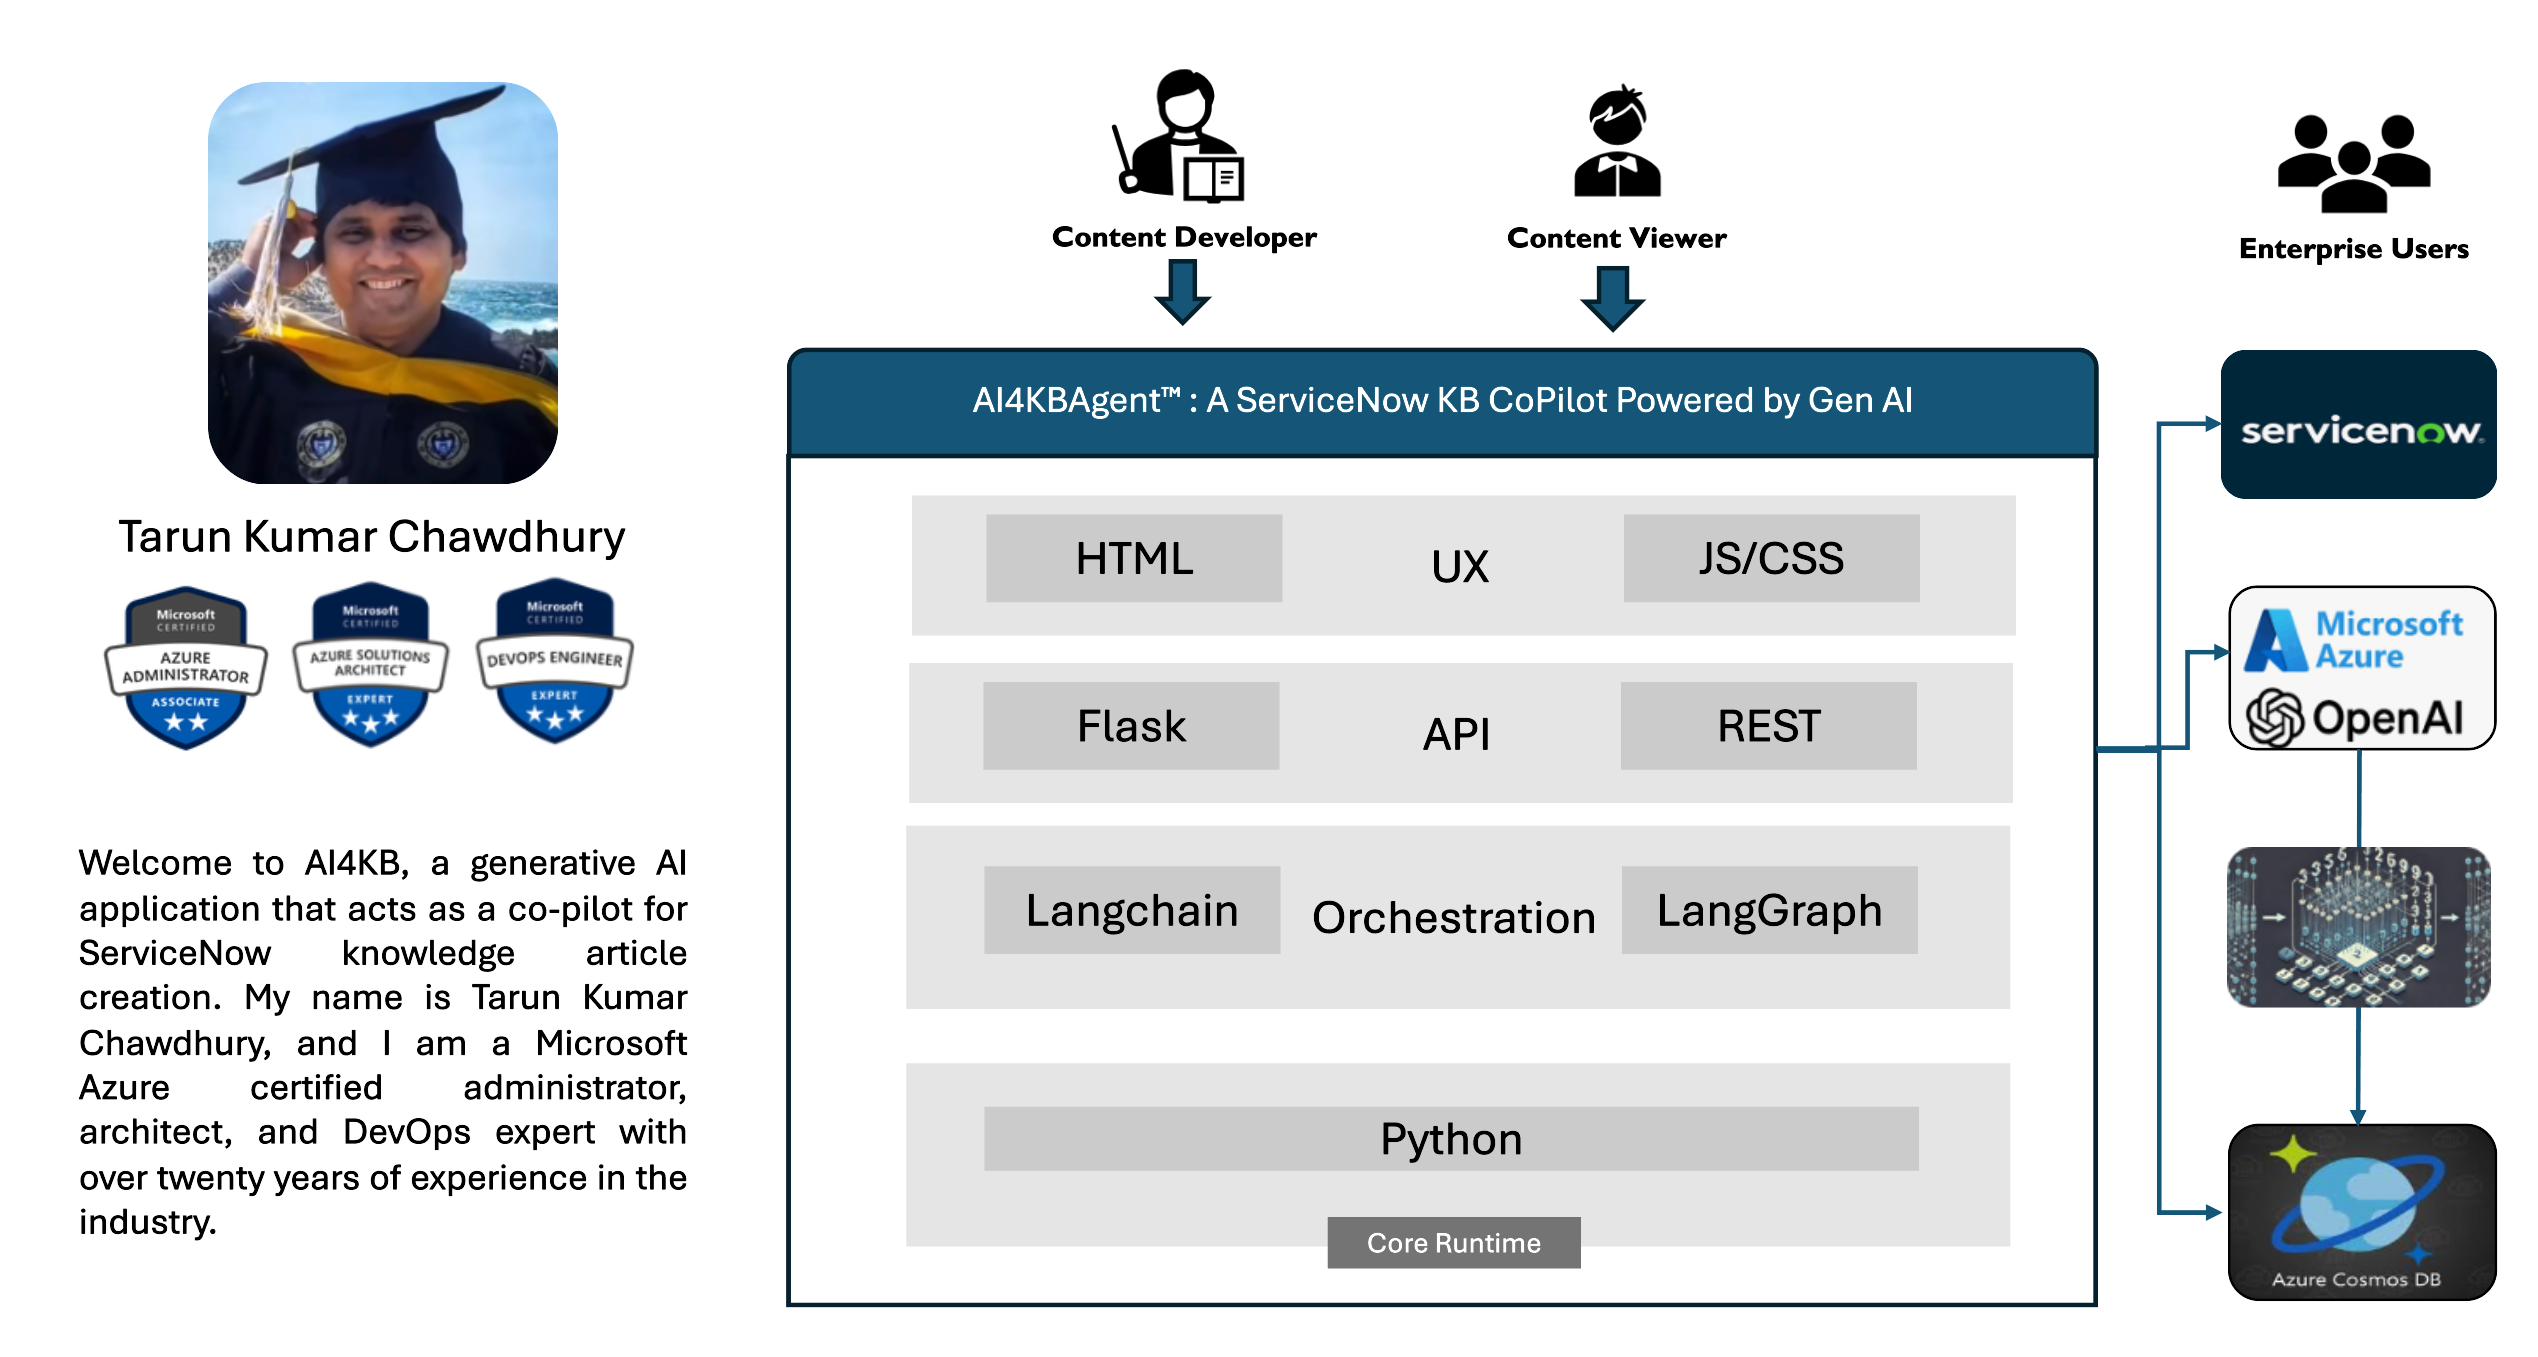 Tarun Kumar Chawdhury
Microsoft
CERTIFIED
AZURE
ADMINISTRATOR
ASSOCIATE
Microsoft
CERTIFIED
AZURE SOLUTIONS
ARCHITECT
EXPERT
Microsoft
CERTIFIED
DEVOPS ENGINEER
EXPERT
Welcome to AI4KB, a generative AI
application that acts as a co-pilot for
ServiceNow knowledge article
creation. My name is Tarun Kumar
Chawdhury, and I am a Microsoft
Azure certified administrator,
architect, and DevOps expert with
over twenty years of experience in the
industry.
Content Developer
Content Viewer
Enterprise Users
AI4KBAgent™ : A ServiceNow KB CoPilot Powered by Gen AI
HTML
UX
JS/CSS
Flask
API
REST
Langchain
Orchestration
LangGraph
Python
Core Runtime
servicenow.
Microsoft
Azure
OpenAI
Azure Cosmos DB